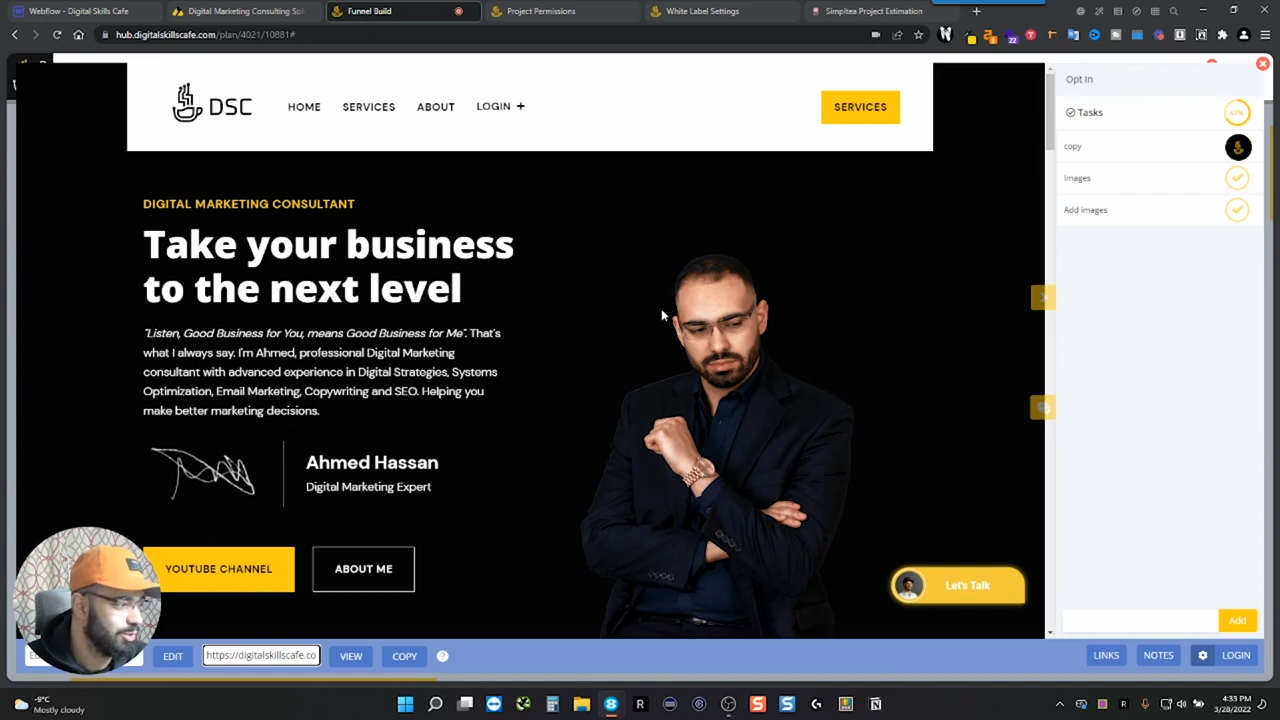 Webflow - Digital Skills Cafe
Digital Marketing Consulting Sol
Funnel Build
Project Permissions
White Label Settings
Simpltea Project Estimation
hub.digitalskillscafe.com/plan/4021/10881#
22
DSC
HOME
SERVICES
ABOUT
LOGIN +
SERVICES
Opt In
Tasks
67%
copy
Images
Add images
DIGITAL MARKETING CONSULTANT
Take your business
to the next level
"Listen, Good Business for You, means Good Business for Me". That's
what I always say. I'm Ahmed, professional Digital Marketing
consultant with advanced experience in Digital Strategies, Systems
Optimization, Email Marketing, Copywriting and SEO. Helping you
make better marketing decisions.
Ahmed Hassan
Digital Marketing Expert
YOUTUBE CHANNEL
ABOUT ME
Let's Talk
Add
EDIT
https://digitalskillscafe.co
VIEW
COPY
?
LINKS
NOTES
LOGIN
-9°C
Mostly cloudy
4:33 PM
3/28/2022